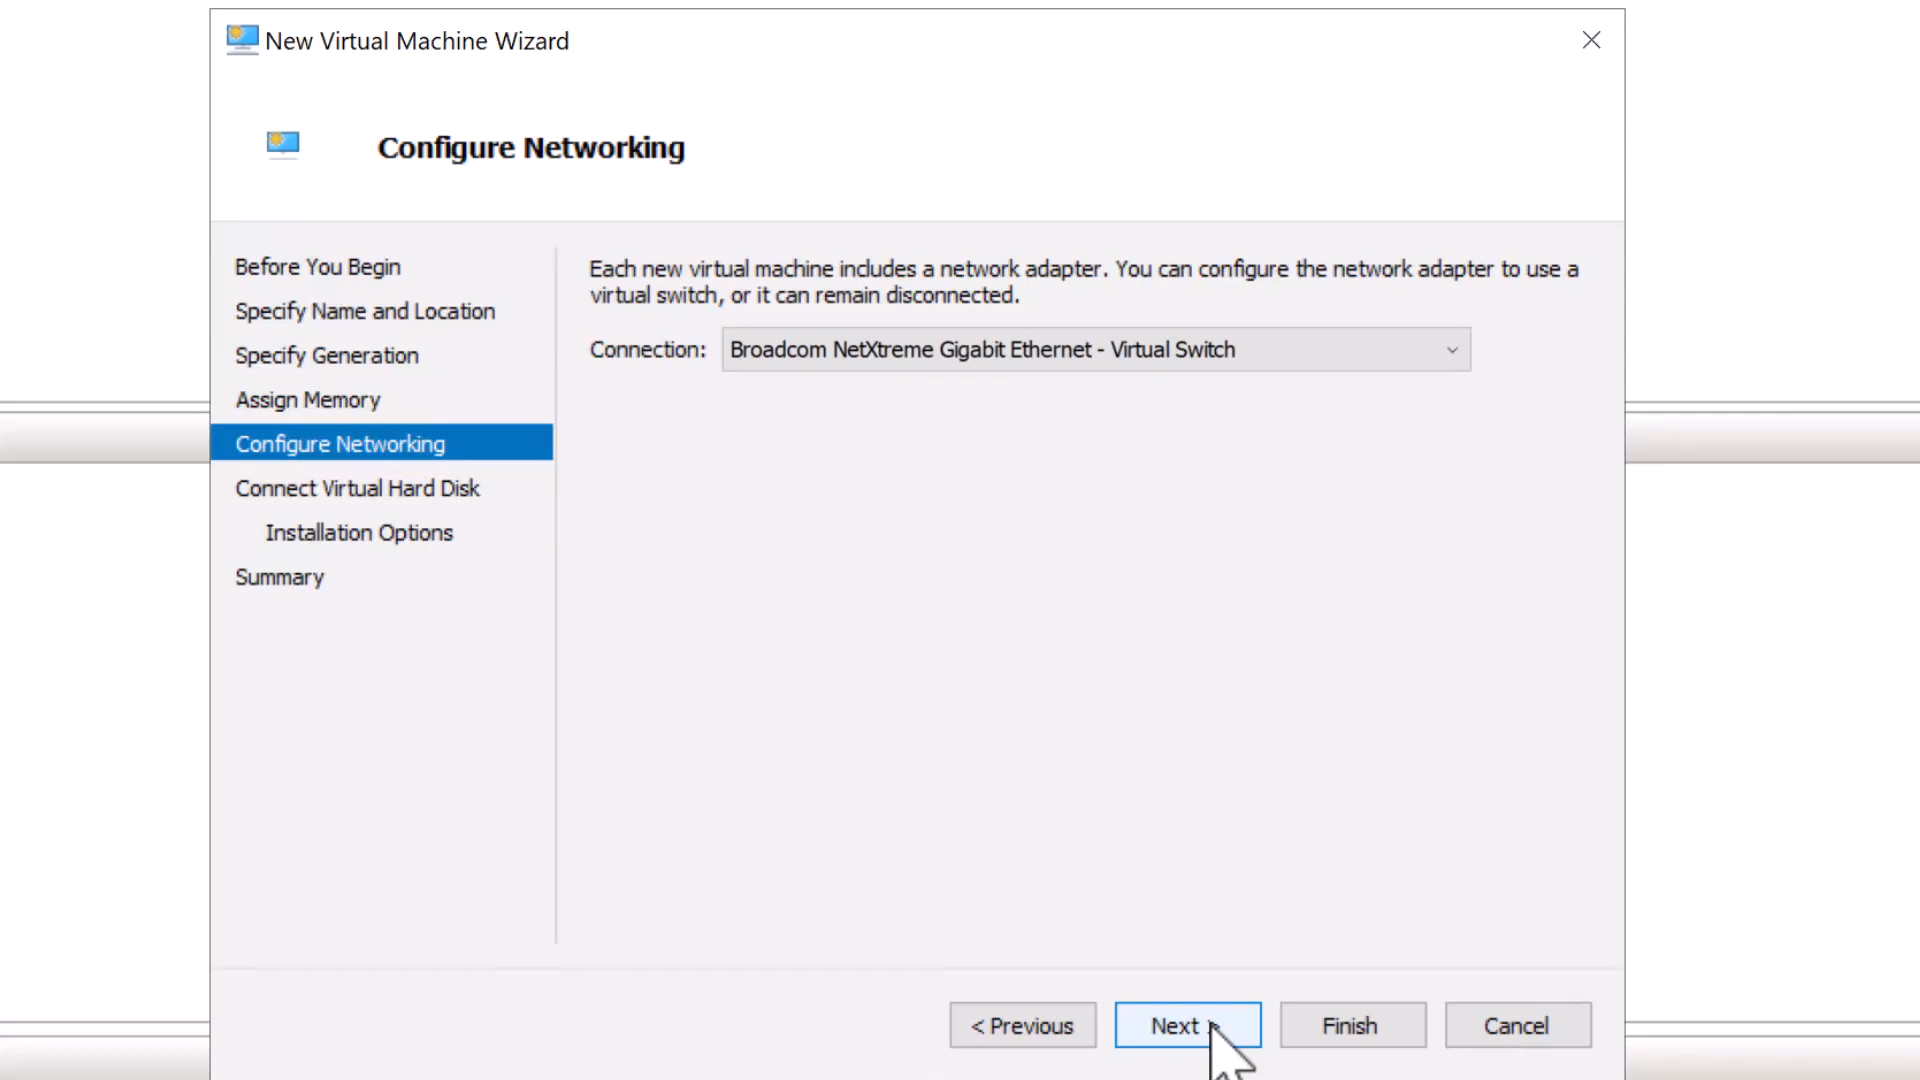 New Virtual Machine Wizard
Configure Networking
Before You Begin
Specify Name and Location
Specify Generation
Assign Memory
Configure Networking
Connect Virtual Hard Disk
Installation Options
Summary
Each new virtual machine includes a network adapter. You can configure the network adapter to use a
virtual switch, or it can remain disconnected.
Connection: Broadcom NetXtreme Gigabit Ethernet - Virtual Switch
< Previous
Next >
Finish
Cancel